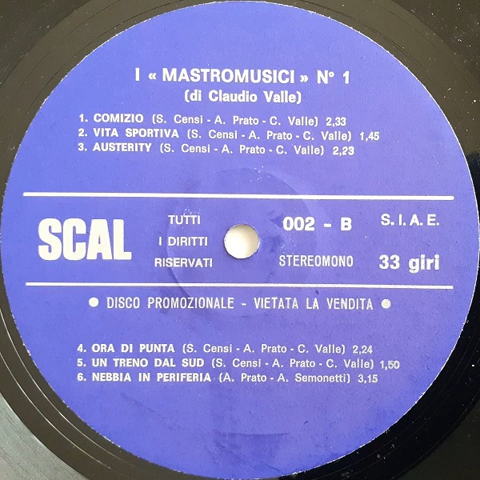 I « MASTROMUSICI » N° 1
(di Claudio Valle)
1. COMIZIO (S. Censi - A. Prato - C. Valle) 2,33
2. VITA SPORTIVA (S. Censi - A. Prato - C. Valle) 1,45
3. AUSTERITY (S. Censi - A. Prato - C. Valle) 2,23
SCAL
TUTTI
I DIRITTI
RISERVATI
002 - B
STEREOMONO
S. I. A. E.
33 giri
● DISCO PROMOZIONALE - VIETATA LA VENDITA ●
4. ORA DI PUNTA (S. Censi - A. Prato - C. Valle) 2,24
5. UN TRENO DAL SUD (S. Censi - A. Prato - C. Valle) 1,50
6. NEBBIA IN PERIFERIA (A. Prato - A. Semonetti) 3,15